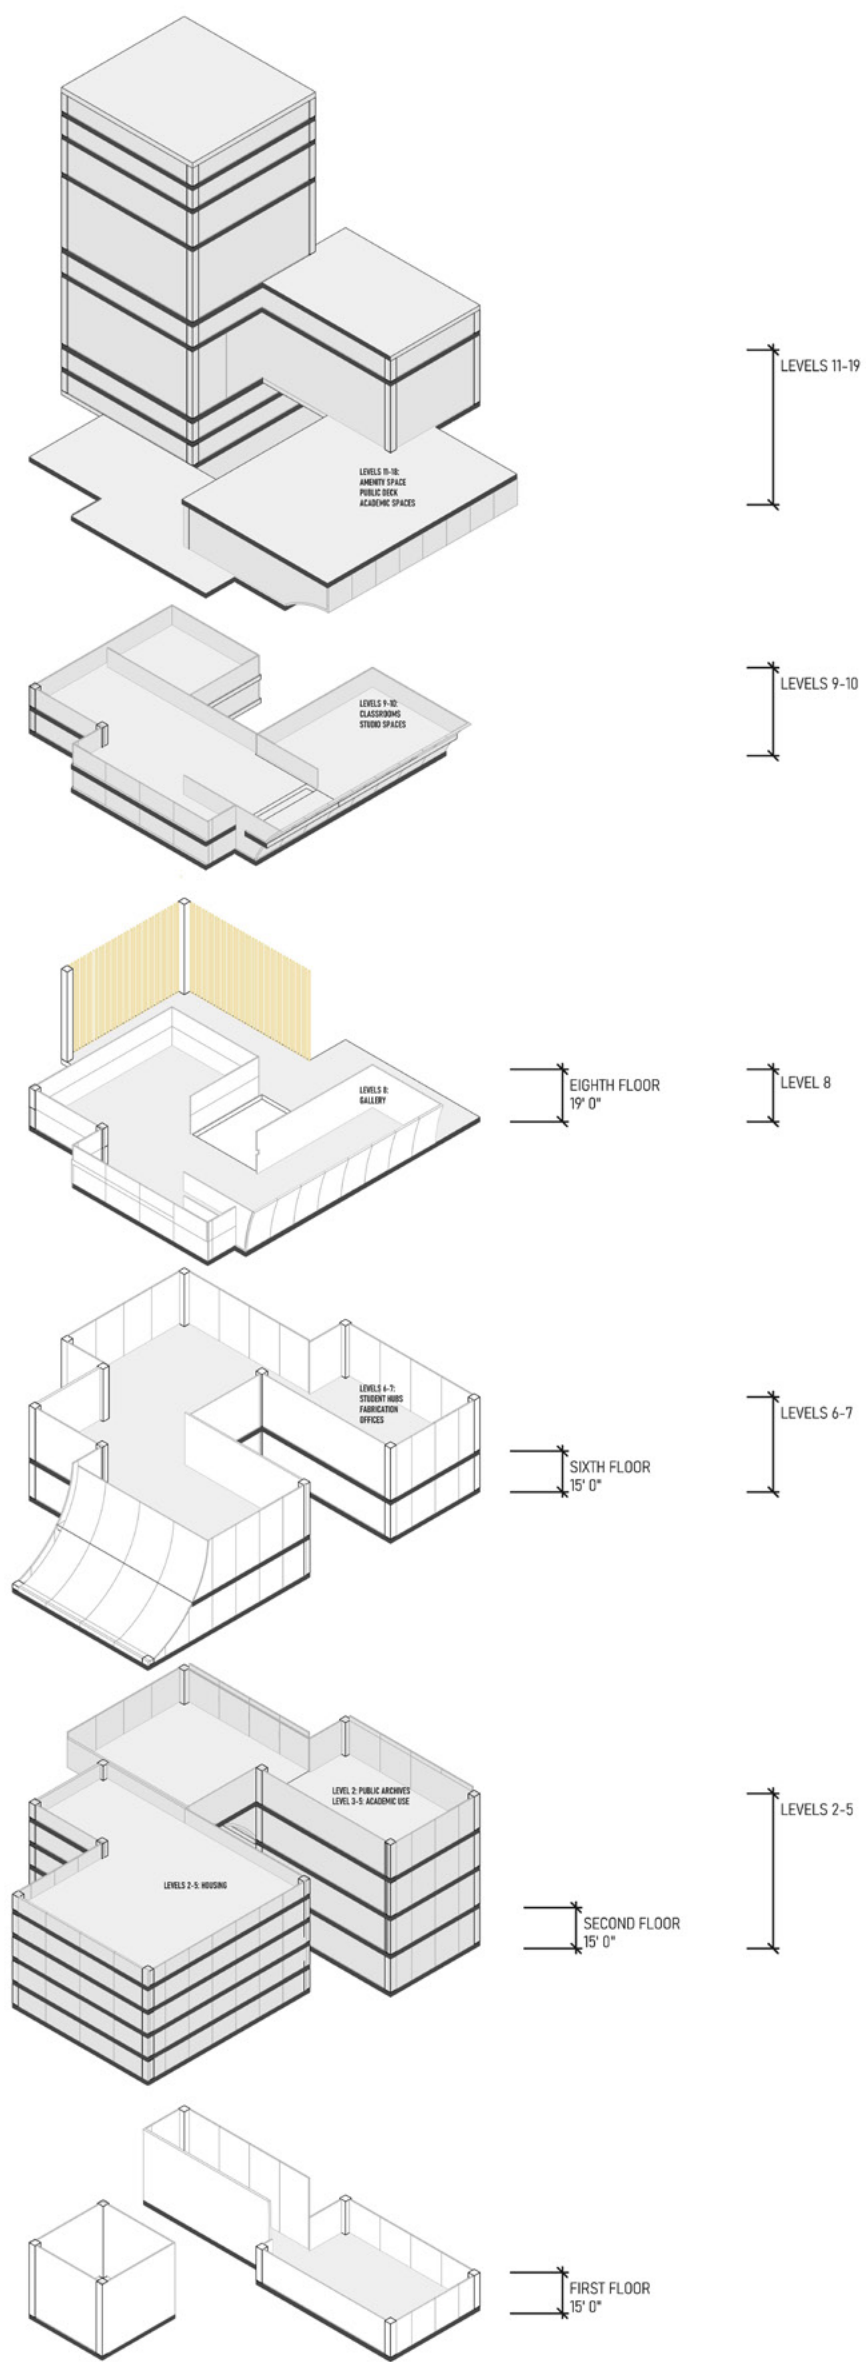 LEVELS 11-19
LEVELS 11-18:
AMENITY SPACE
PUBLIC DECK
ACADEMIC SPACES
LEVELS 9-10
LEVELS 9-10:
CLASSROOMS
STUDIO SPACES
LEVELS 8:
GALLERY
EIGHTH FLOOR
19' 0"
LEVEL 8
LEVELS 6-7:
STUDENT HUBS
FABRICATION
OFFICES
LEVELS 6-7
SIXTH FLOOR
15' 0"
LEVEL 2: PUBLIC ARCHIVES
LEVEL 3-5: ACADEMIC USE
LEVELS 2-5
LEVELS 2-5: HOUSING
SECOND FLOOR
15' 0"
FIRST FLOOR
15' 0"